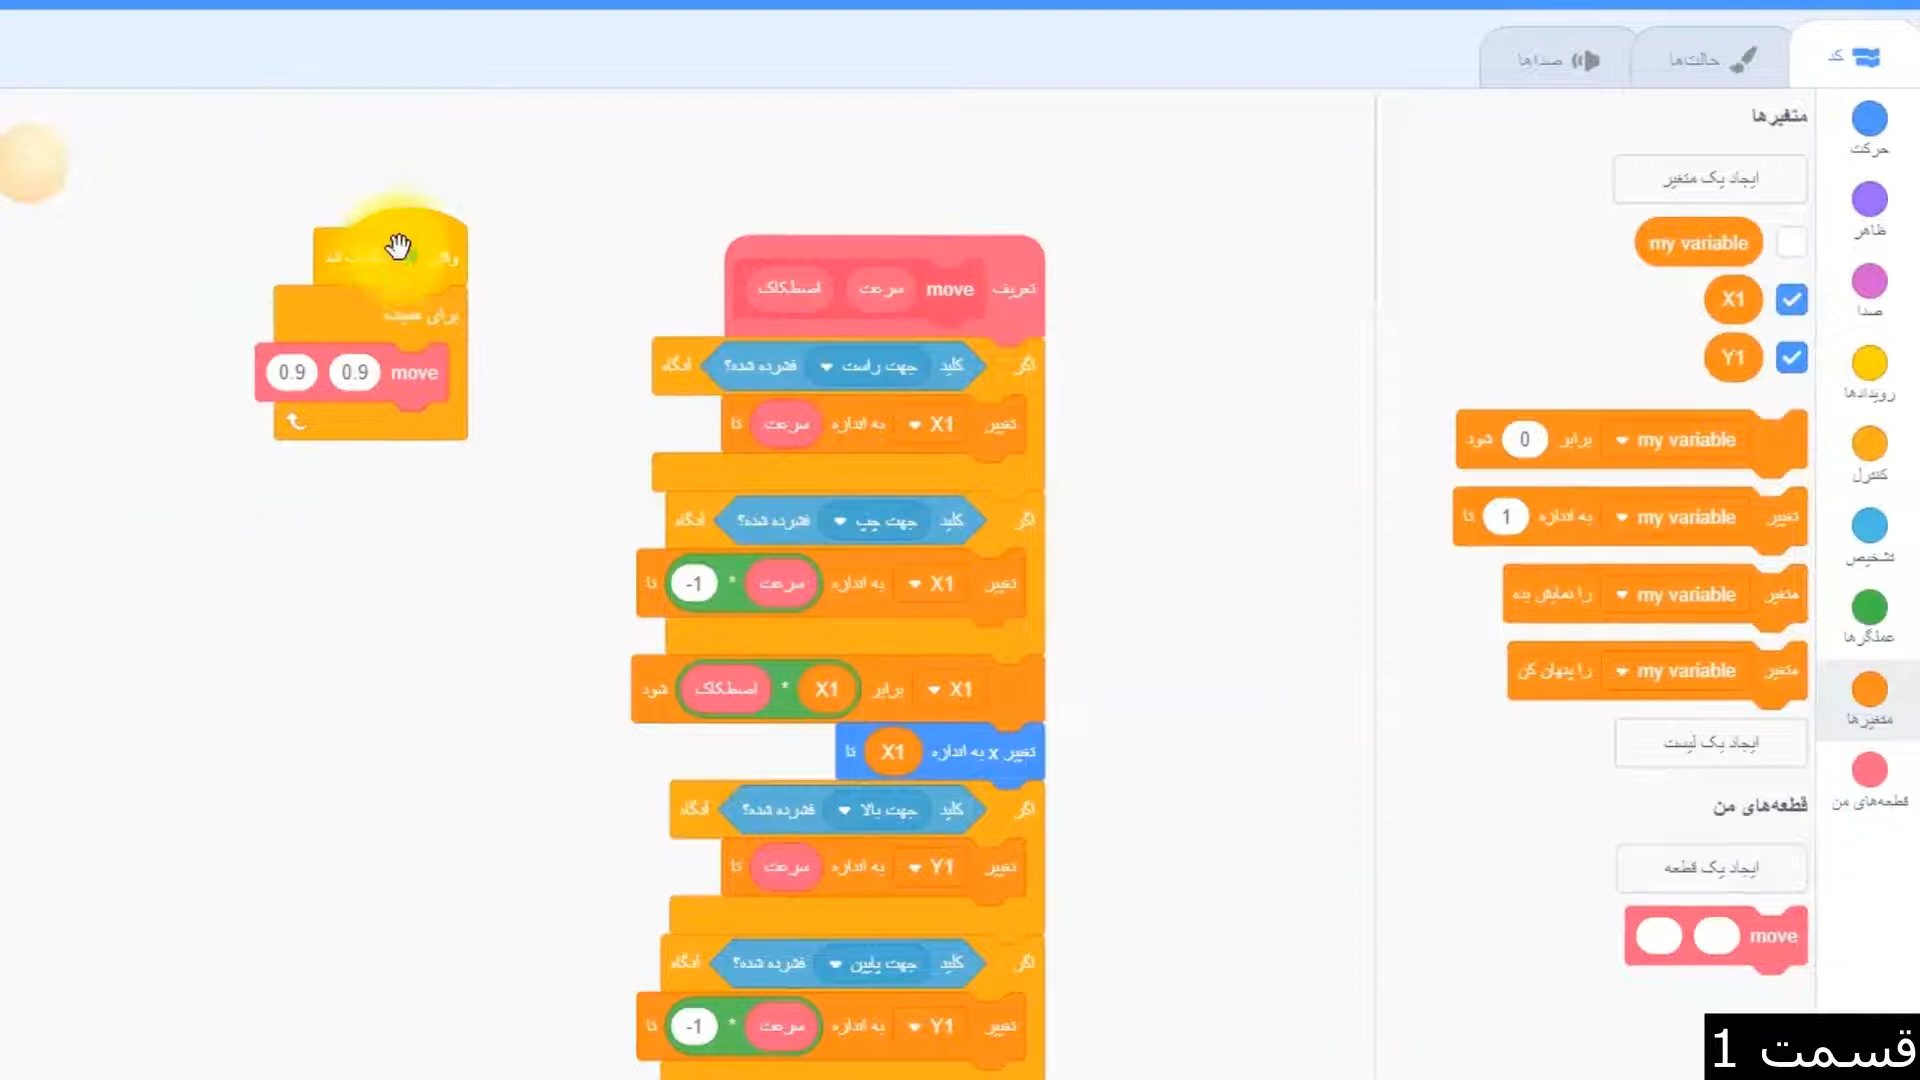 کد
حالت‌ها
صداها
متغیرها
ایجاد یک متغیر
my variable
X1
Y1
my variable برابر 0 شود
تغییر my variable به اندازه 1 تا
متغیر my variable را نمایش بده
متغیر my variable را پنهان کن
ایجاد یک لیست
قطعه‌های من
ایجاد یک قطعه
move
حرکت
ظاهر
صدا
رویدادها
کنترل
تشخیص
عملگرها
متغیرها
قطعه‌های من
برای همیشه
move 0.9 0.9
تعریف move سرعت اصطکاک
اگر کلید جهت راست فشرده شده؟ آنگاه
تغییر X1 به اندازه سرعت تا
اگر کلید جهت چپ فشرده شده؟ آنگاه
تغییر X1 به اندازه سرعت * -1 تا
X1 برابر X1 * اصطکاک شود
تغییر x به اندازه X1 تا
اگر کلید جهت بالا فشرده شده؟ آنگاه
تغییر Y1 به اندازه سرعت تا
اگر کلید جهت پایین فشرده شده؟ آنگاه
تغییر Y1 به اندازه سرعت * -1 تا
قسمت 1